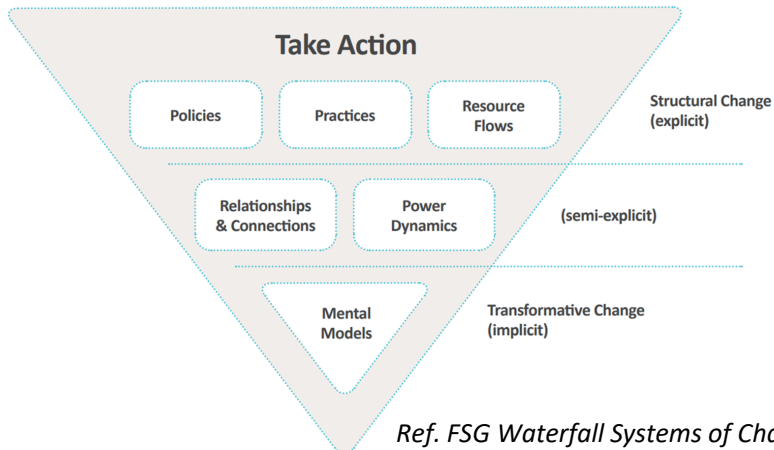 Take Action
Policies
Practices
Resource
Flows
Structural Change
(explicit)
Relationships
& Connections
Power
Dynamics
(semi-explicit)
Mental
Models
Transformative Change
(implicit)
Ref. FSG Waterfall Systems of